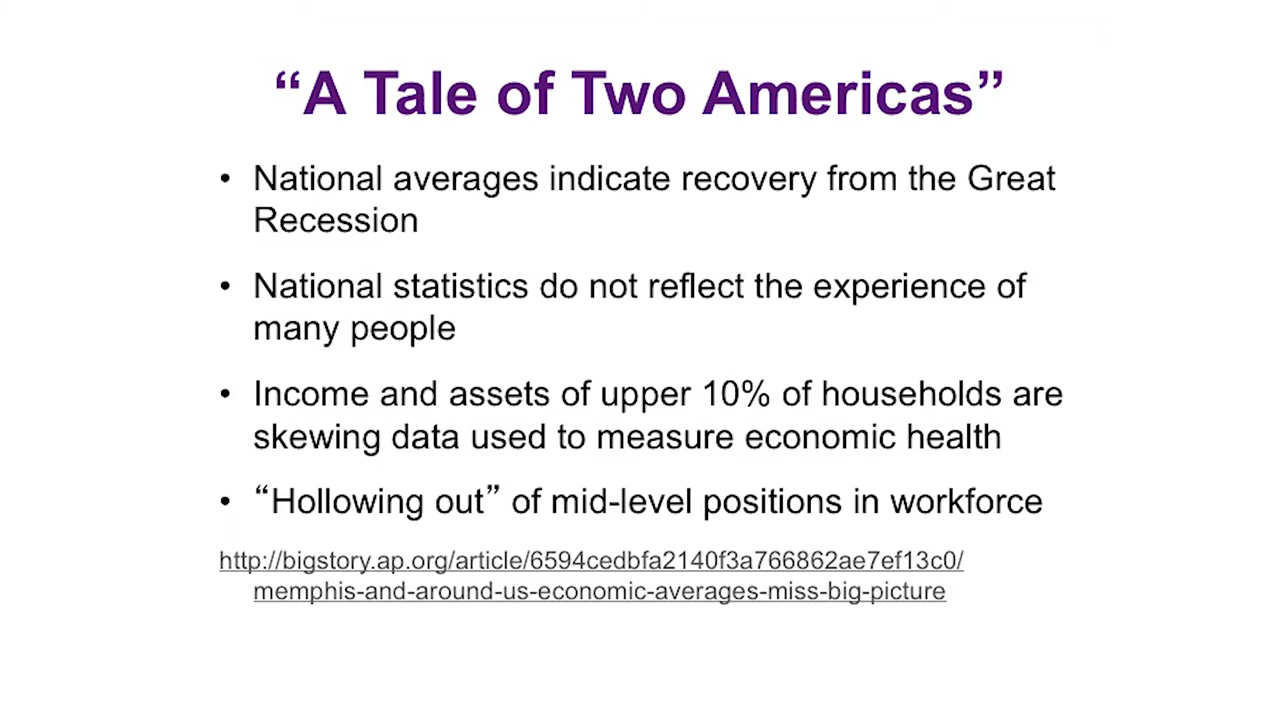 “A Tale of Two Americas”
• National averages indicate recovery from the Great
Recession
• National statistics do not reflect the experience of
many people
• Income and assets of upper 10% of households are
skewing data used to measure economic health
• “Hollowing out” of mid-level positions in workforce
http://bigstory.ap.org/article/6594cedbfa2140f3a766862ae7ef13c0/
memphis-and-around-us-economic-averages-miss-big-picture